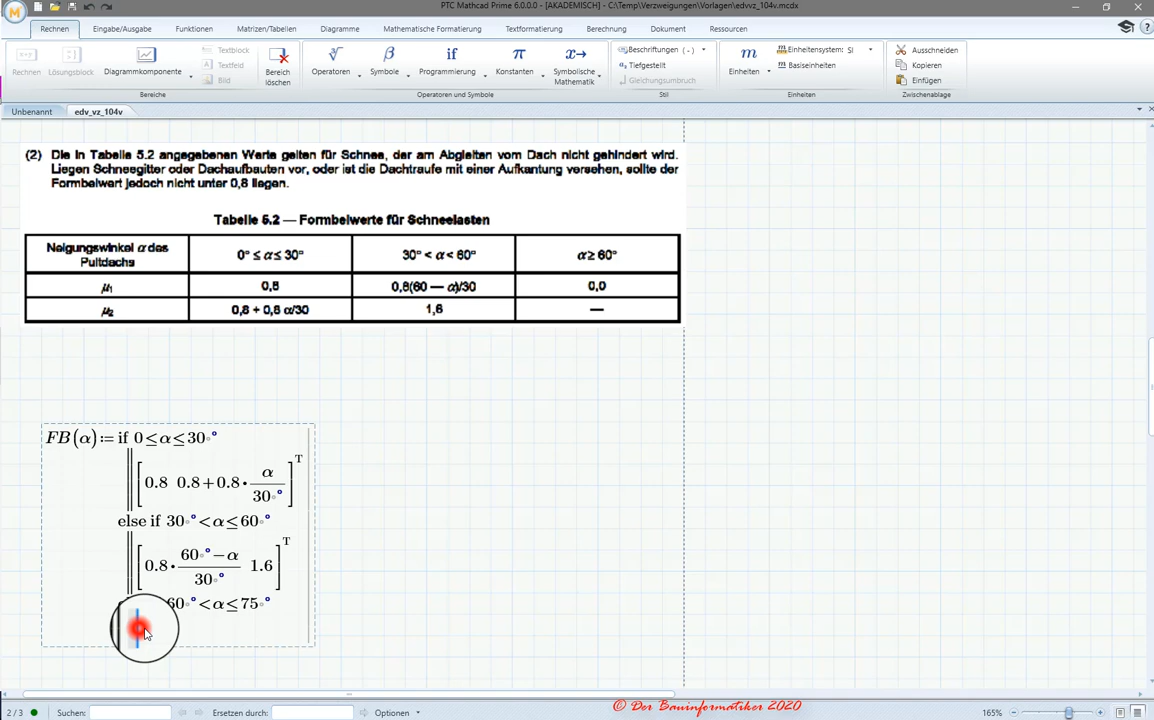 PTC Mathcad Prime 6.0.0.0 - [AKADEMISCH] - C:\Temp\Verzweigungen\Vorlagen\edvvz_104v.mcdx
Rechnen Eingabe/Ausgabe Funktionen Matrizen/Tabellen Diagramme Mathematische Formatierung Textformatierung Berechnung Dokument Ressourcen
Rechnen Lösungsblock Diagrammkomponente Textblock Textfeld Bild Bereich löschen
Operatoren Symbole Programmierung Konstanten Symbolische Mathematik
Beschriftungen ( - ) Tiefgestellt Gleichungsumbruch
Einheiten Einheitensystem: SI Basiseinheiten
Ausschneiden Kopieren Einfügen
Bereiche Operatoren und Symbole Stil Einheiten Zwischenablage
Unbenannt edv_vz_104v
(2) Die in Tabelle 5.2 angegebenen Werte gelten für Schnee, der am Abgleiten vom Dach nicht gehindert wird.
Liegen Schneegitter oder Dachaufbauten vor, oder ist die Dachtraufe mit einer Aufkantung versehen, sollte der
Formbeiwert jedoch nicht unter 0,8 liegen.
Tabelle 5.2 — Formbeiwerte für Schneelasten
Neigungswinkel α des Pultdachs 0° ≤ α ≤ 30° 30° < α < 60° α ≥ 60°
μ₁ 0,8 0,8(60 — α)/30 0,0
μ₂ 0,8 + 0,8 α/30 1,6 —
FB(α):= if 0≤α≤30·°
[0.8 0.8+0.8·α/30·°]ᵀ
else if 30·°<α≤60·°
[0.8·(60·°−α)/30·° 1.6]ᵀ
60·°<α≤75·°
2 / 3 Suchen: Ersetzen durch: Optionen © Der Bauinformatiker 2020 165%